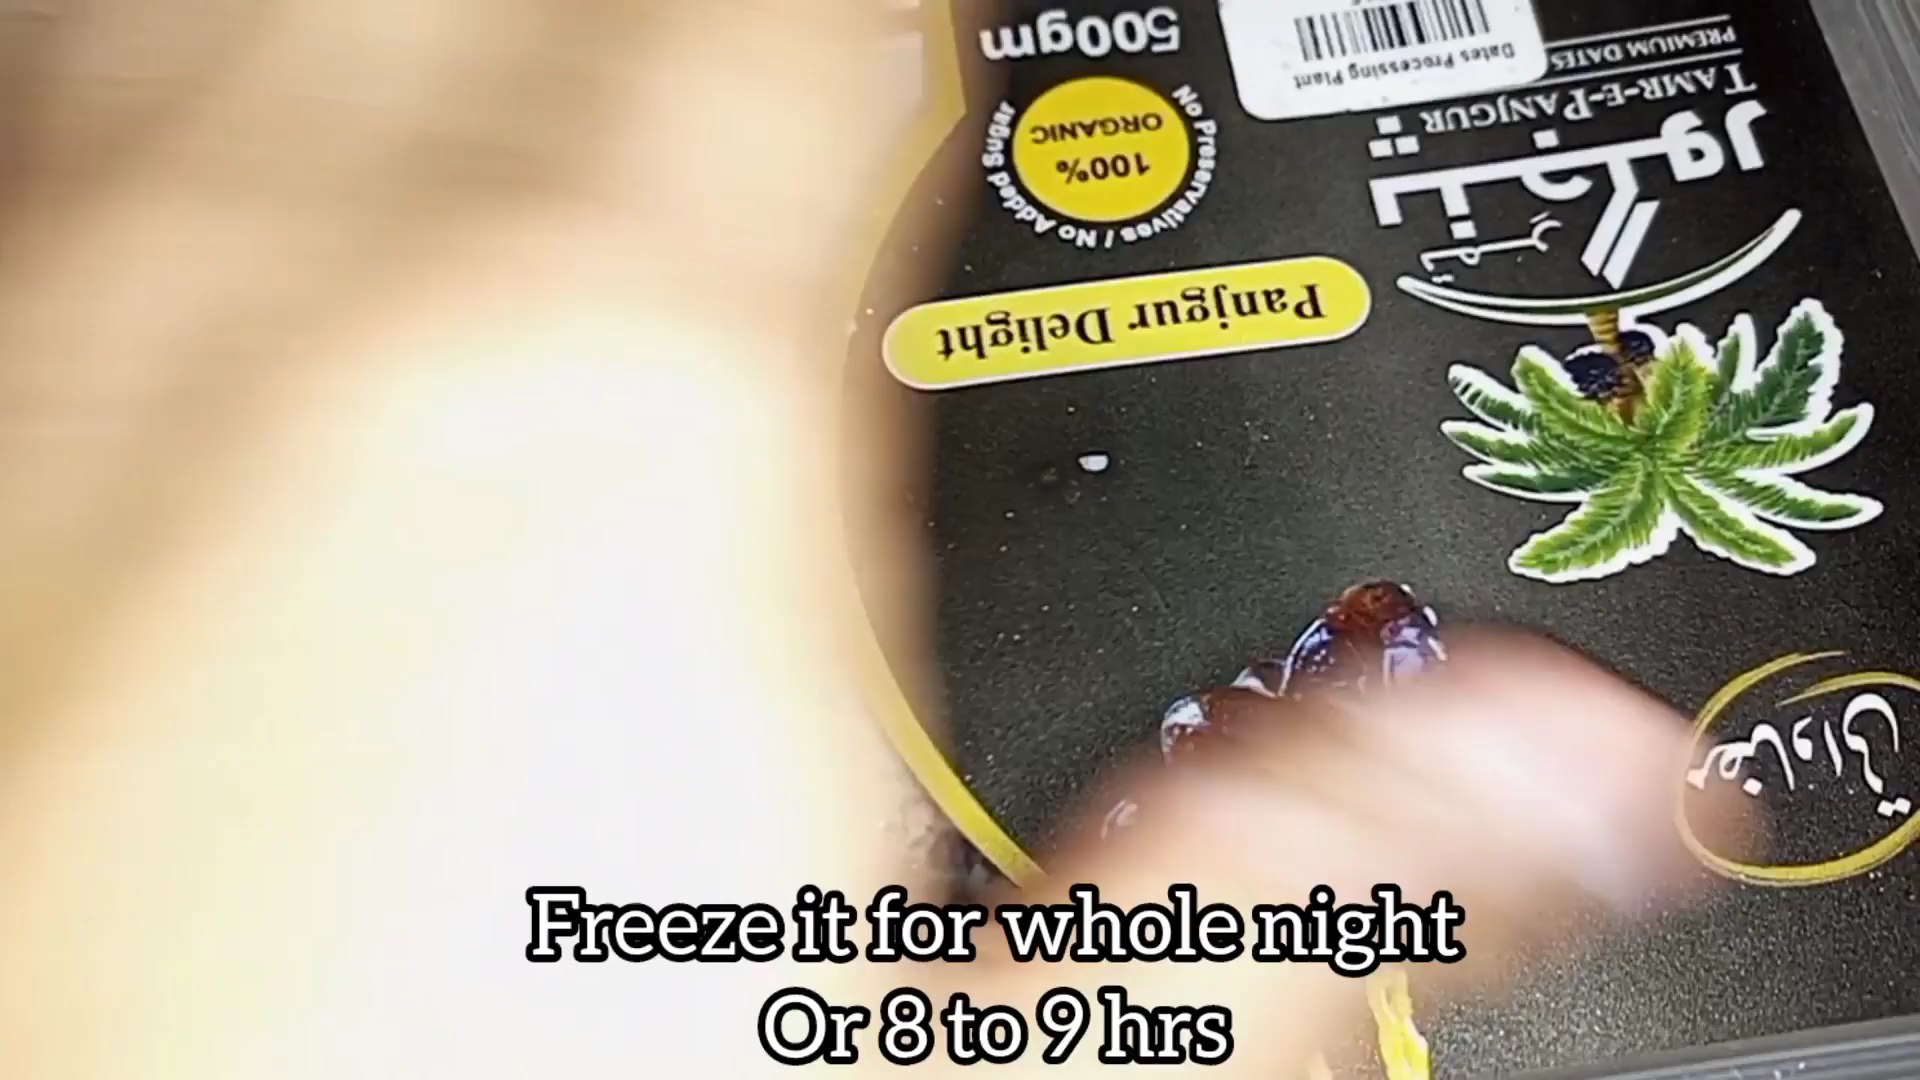 500gm
Dates Processing Plant
PREMIUM DATES
TAMR-E-PANJGUR
100%
ORGANIC
No Preservatives / No Added Sugar
Panjgur Delight
Freeze it for whole night
Or 8 to 9 hrs